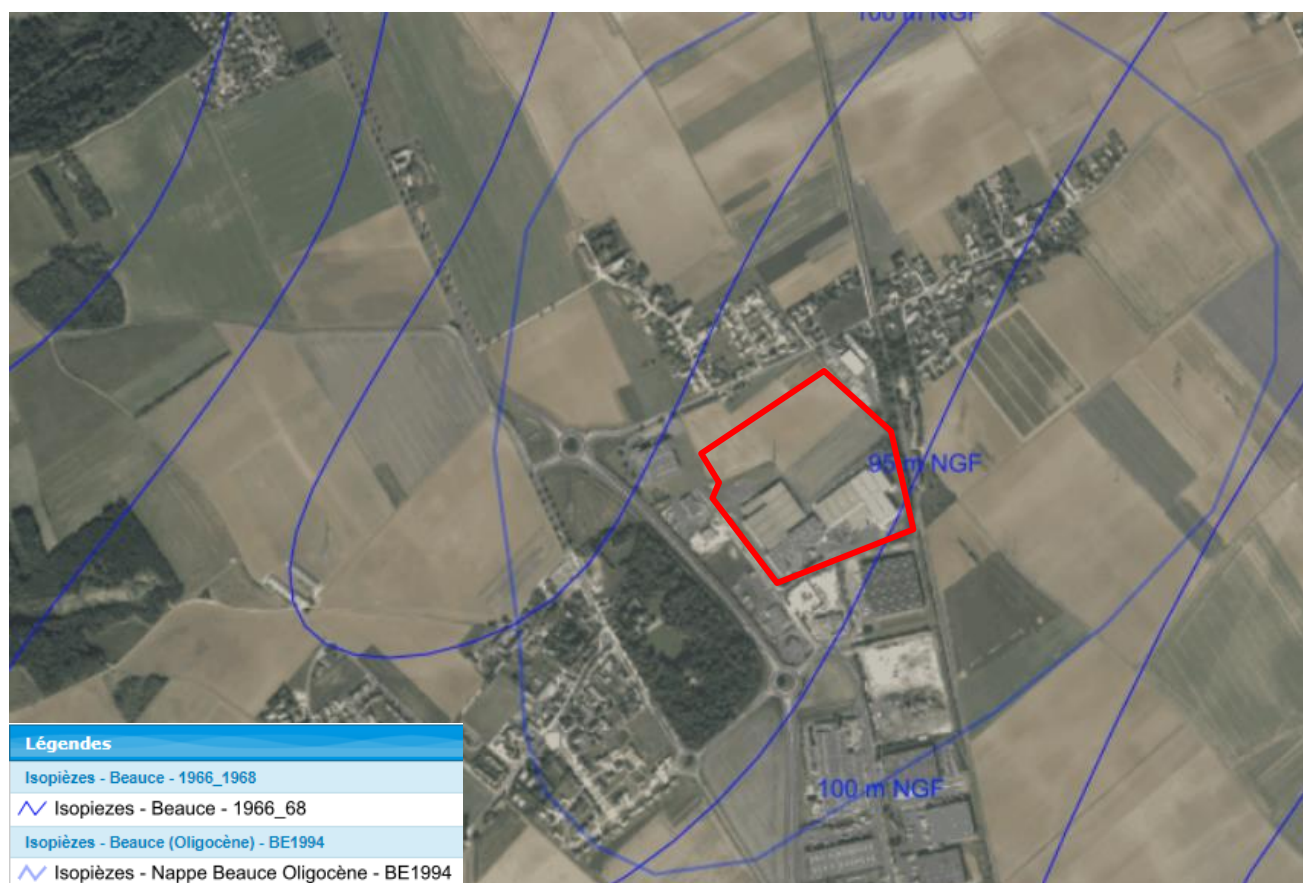 100 m NGF
95 m NGF
100 m NGF
Légendes
Isopièzes - Beauce - 1966_1968
Isopiezes - Beauce - 1966_68
Isopièzes - Beauce (Oligocène) - BE1994
Isopièzes - Nappe Beauce Oligocène - BE1994